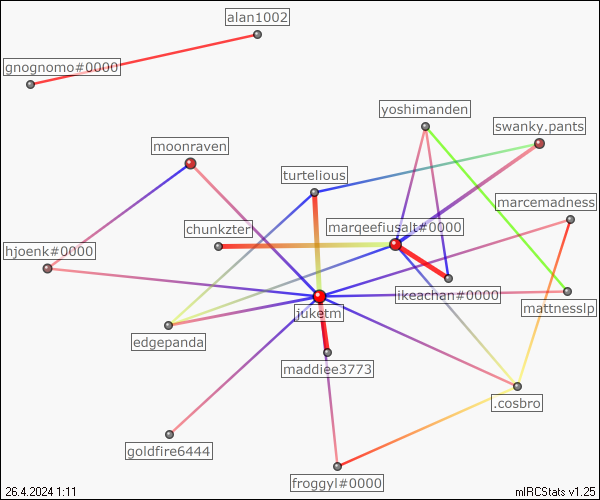 alan1002
gnognomo#0000
yoshimanden
swanky.pants
moonraven
turtelious
marcemadness
chunkzter
marqeefiusalt#0000
hjoenk#0000
ikeachan#0000
mattnesslp
juketm
edgepanda
maddiee3773
.cosbro
goldfire6444
froggyl#0000
26.4.2024 1:11
mIRCStats v1.25